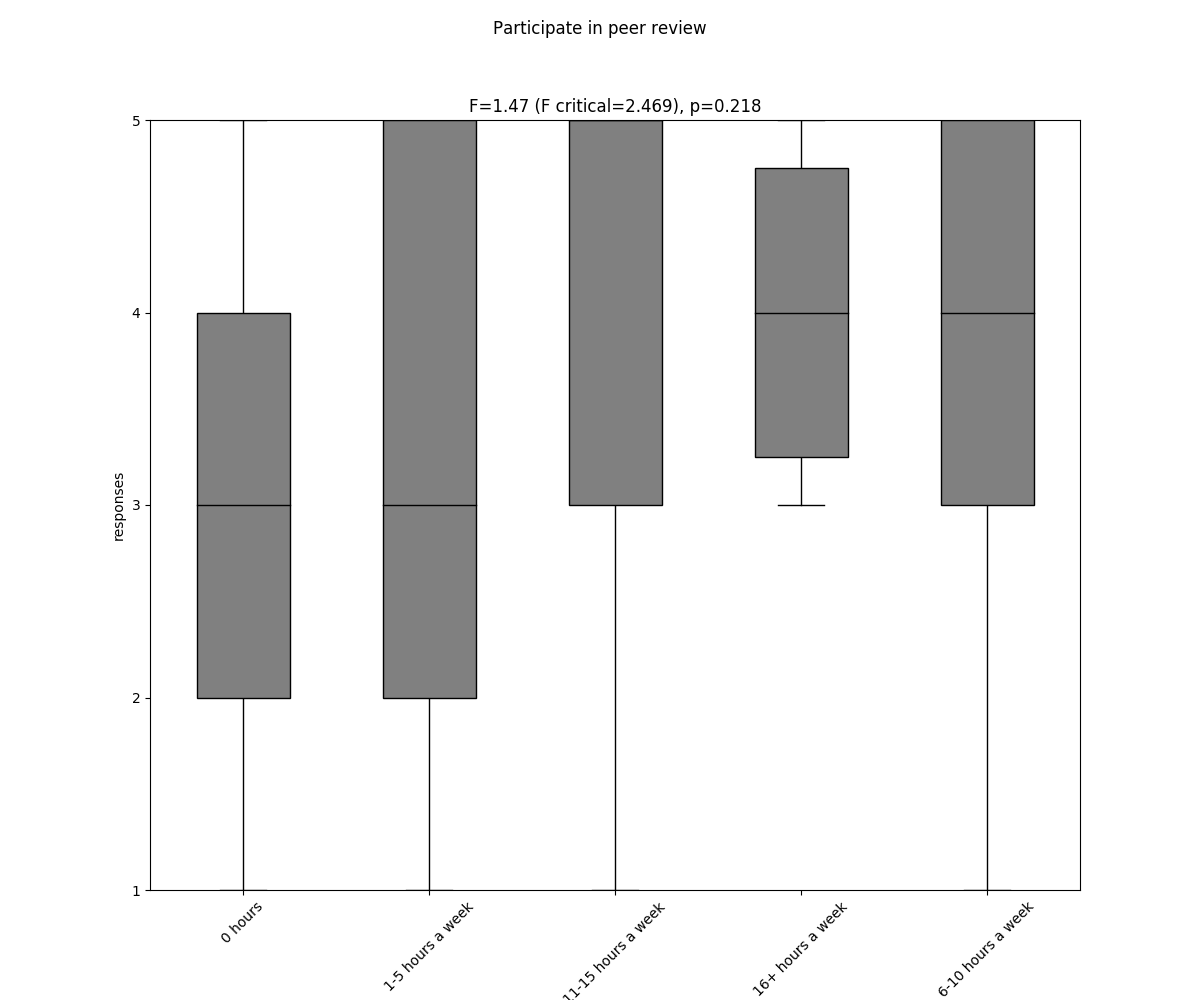 Participate in peer review
F=1.47 (F critical=2.469), p=0.218
5
4
3
2
1
responses
0 hours
1-5 hours a week
11-15 hours a week
16+ hours a week
6-10 hours a week